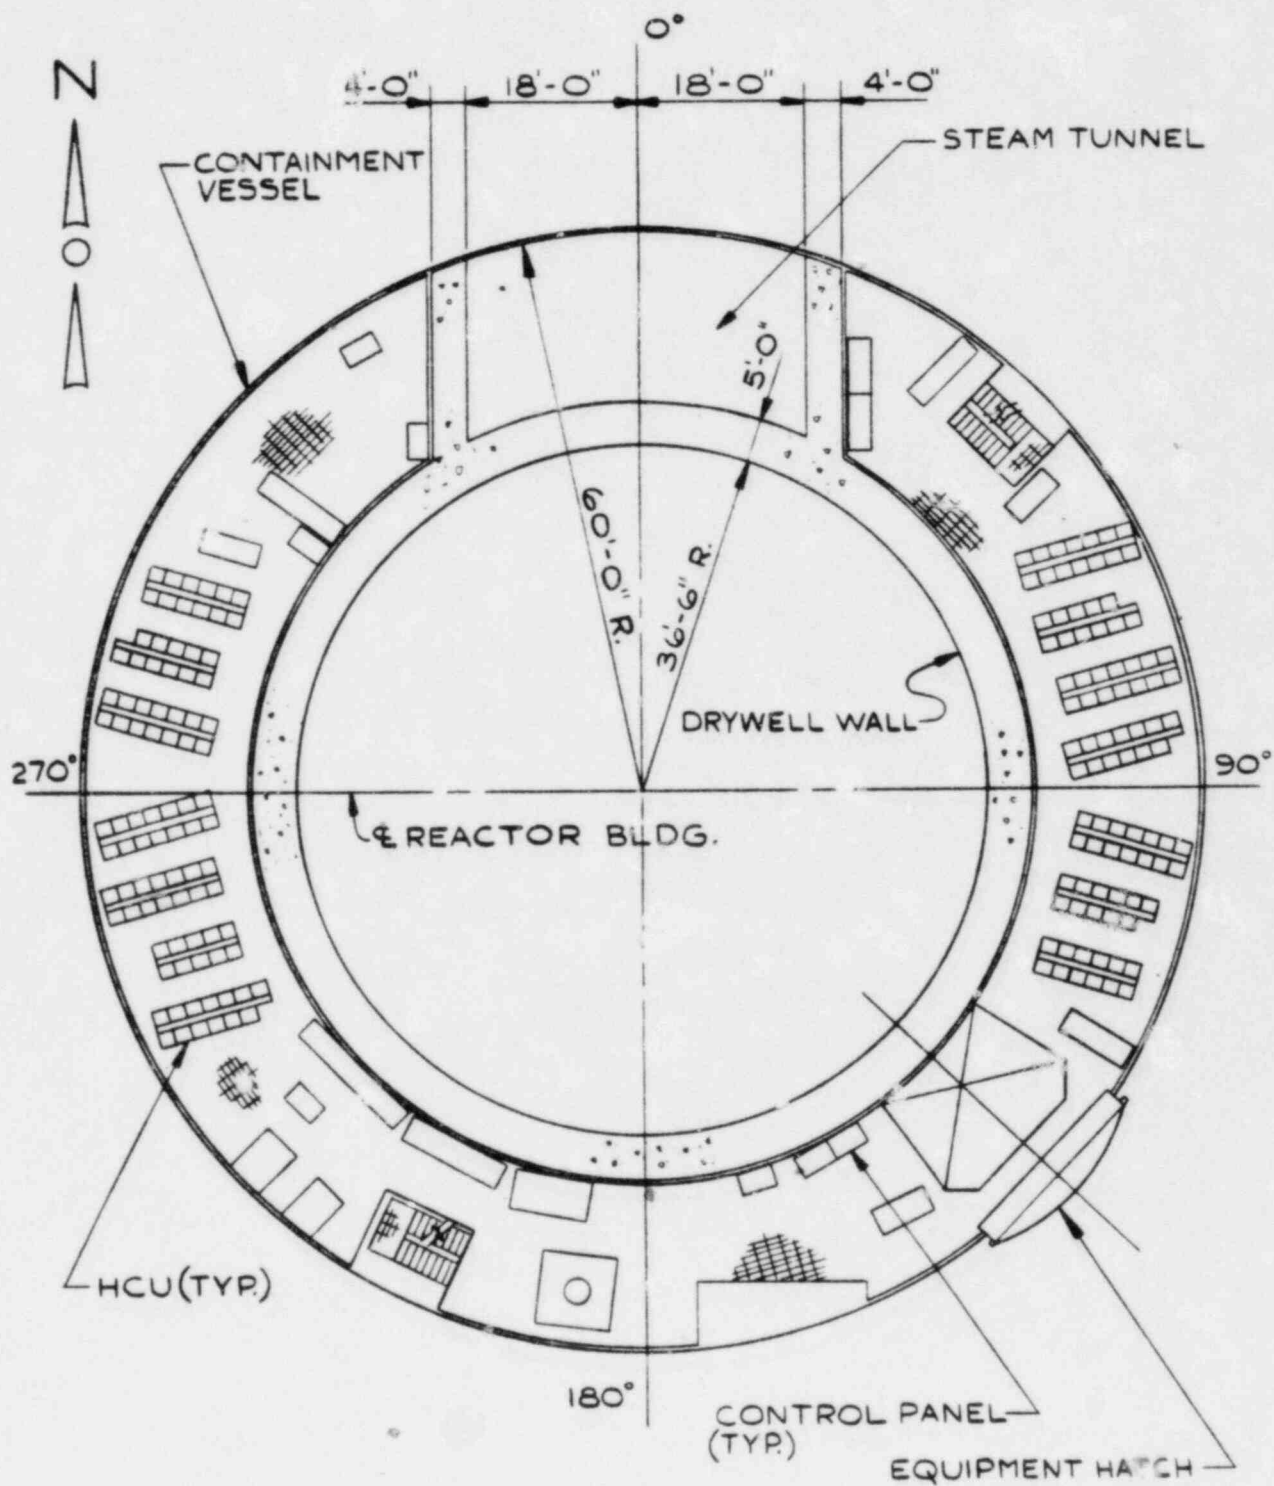 0°
N
4'-0" 18'-0" 18'-0" 4'-0"
STEAM TUNNEL
CONTAINMENT
VESSEL
5'-0"
60'-0" R.
36'-6" R.
DRYWELL WALL
270°
90°
℄ REACTOR BLDG.
HCU (TYP.)
180°
CONTROL PANEL
(TYP.)
EQUIPMENT HATCH